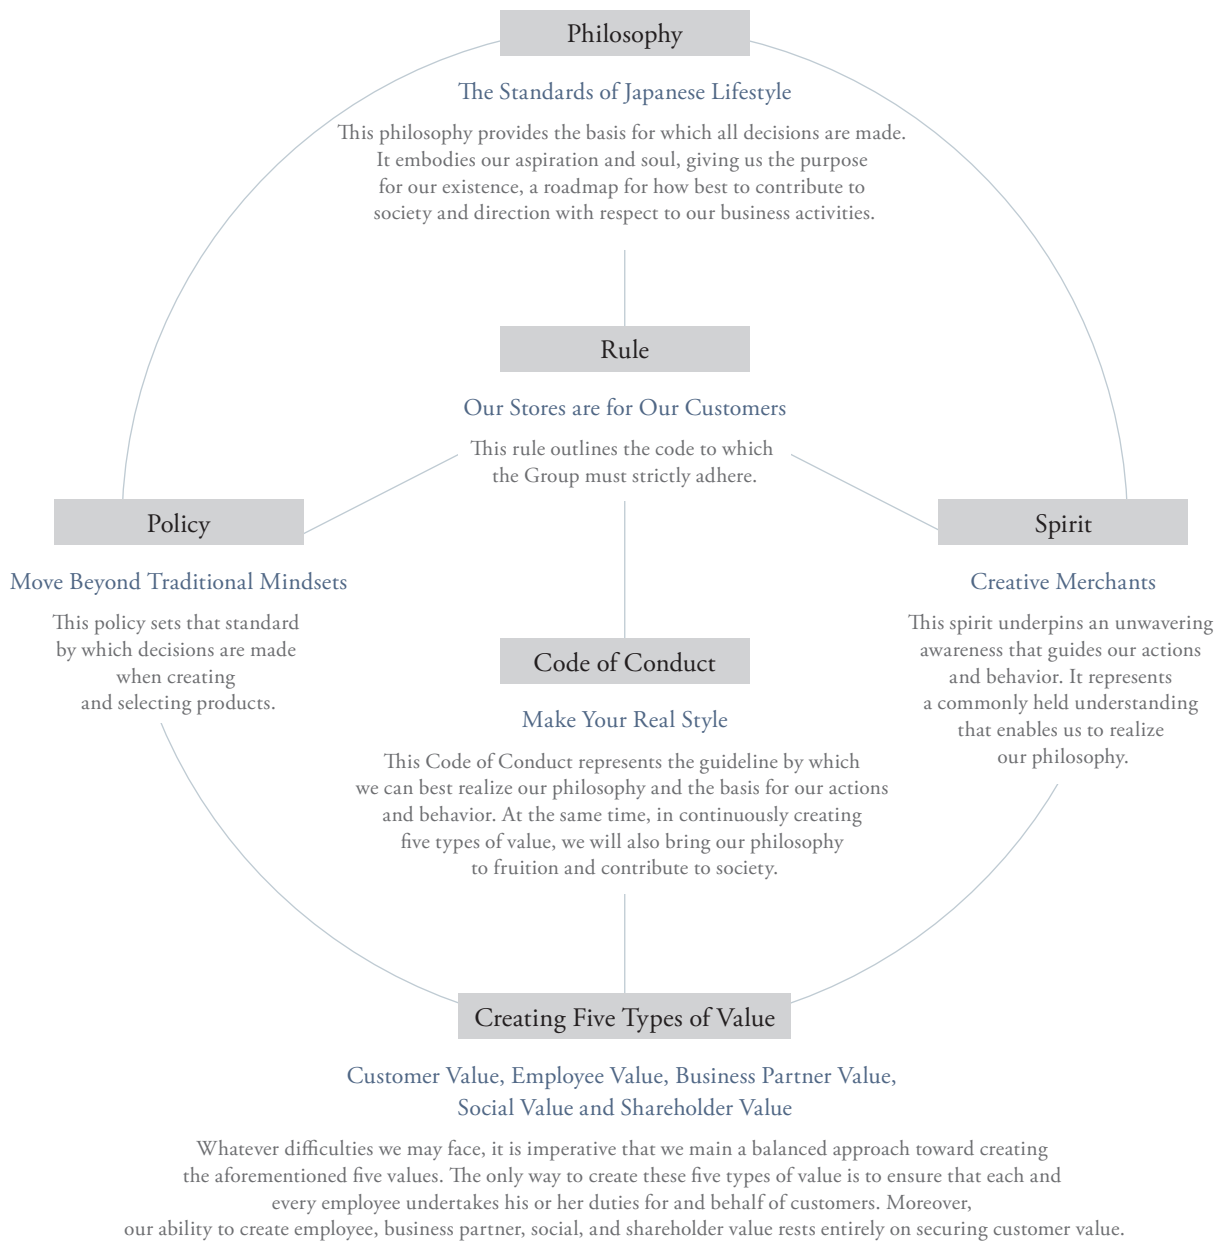 Philosophy
The Standards of Japanese Lifestyle
This philosophy provides the basis for which all decisions are made.
It embodies our aspiration and soul, giving us the purpose
for our existence, a roadmap for how best to contribute to
society and direction with respect to our business activities.
Rule
Our Stores are for Our Customers
This rule outlines the code to which
the Group must strictly adhere.
Policy
Move Beyond Traditional Mindsets
This policy sets that standard
by which decisions are made
when creating
and selecting products.
Spirit
Creative Merchants
This spirit underpins an unwavering
awareness that guides our actions
and behavior. It represents
a commonly held understanding
that enables us to realize
our philosophy.
Code of Conduct
Make Your Real Style
This Code of Conduct represents the guideline by which
we can best realize our philosophy and the basis for our actions
and behavior. At the same time, in continuously creating
five types of value, we will also bring our philosophy
to fruition and contribute to society.
Creating Five Types of Value
Customer Value, Employee Value, Business Partner Value,
Social Value and Shareholder Value
Whatever difficulties we may face, it is imperative that we main a balanced approach toward creating
the aforementioned five values. The only way to create these five types of value is to ensure that each and
every employee undertakes his or her duties for and behalf of customers. Moreover,
our ability to create employee, business partner, social, and shareholder value rests entirely on securing customer value.